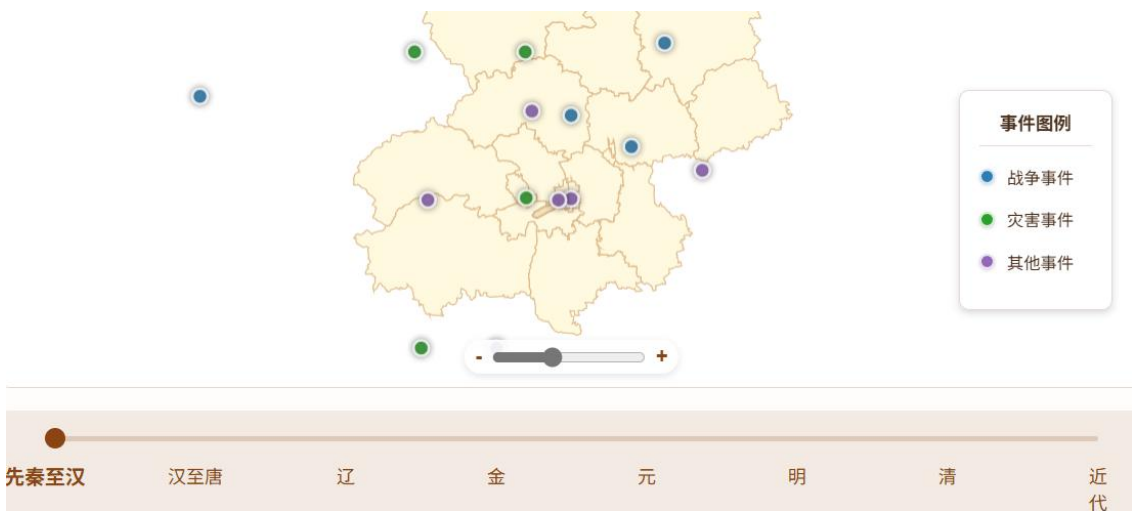 事件图例
战争事件
灾害事件
其他事件
- +
先秦至汉 汉至唐 辽 金 元 明 清 近
代